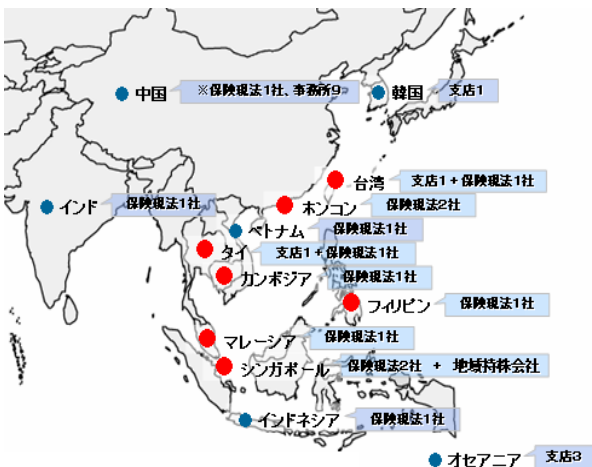 中国 ※保険現法1社、事務所9 韓国 支店1
台湾 支店1+保険現法1社
インド 保険現法1社 ホンコン 保険現法2社
ベトナム 保険現法1社
タイ 支店1+保険現法1社
カンボジア 保険現法1社
フィリピン 保険現法1社
マレーシア 保険現法1社
シンガポール 保険現法2社 + 地域持株会社
インドネシア 保険現法1社
オセアニア 支店3